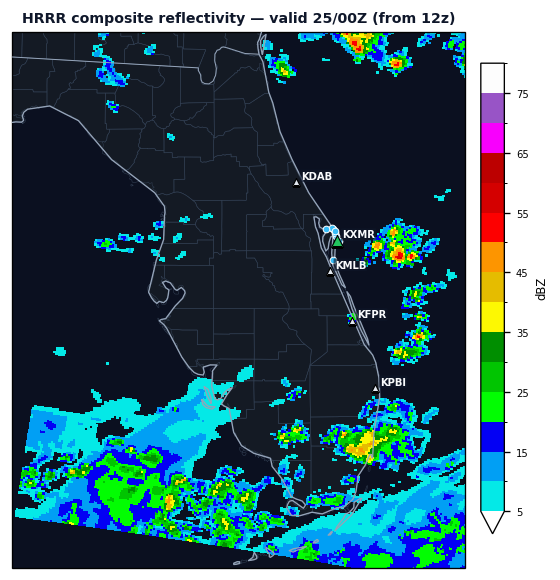 HRRR composite reflectivity — valid 25/00Z (from 12z)
KDAB
KXMR
KMLB
KFPR
KPBI
75
65
55
45
35
25
15
5
dBZ